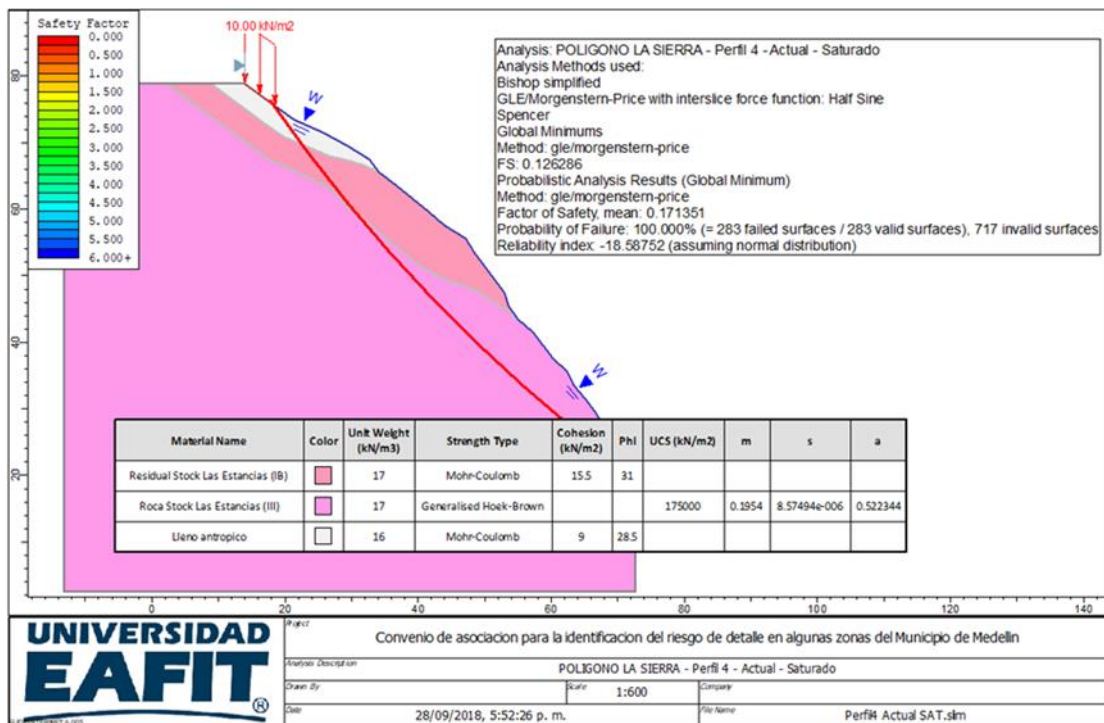 Safety Factor
0.000
0.500
1.000
1.500
2.000
2.500
3.000
3.500
4.000
4.500
5.000
5.500
6.000+
10.00 kN/m2
W
W
Analysis: POLIGONO LA SIERRA - Perfil 4 - Actual - Saturado
Analysis Methods used:
Bishop simplified
GLE/Morgenstern-Price with interslice force function: Half Sine
Spencer
Global Minimums
Method: gle/morgenstern-price
FS: 0.126286
Probabilistic Analysis Results (Global Minimum)
Method: gle/morgenstern-price
Factor of Safety, mean: 0.171351
Probability of Failure: 100.000% (= 283 failed surfaces / 283 valid surfaces), 717 invalid surfaces
Reliability index: -18.58752 (assuming normal distribution)
80
60
40
20
Material Name Color Unit Weight (kN/m3) Strength Type Cohesion (kN/m2) Phi UCS (kN/m2) m s a
Residual Stock Las Estancias (IB) 17 Mohr-Coulomb 15.5 31
Roca Stock Las Estancias (III) 17 Generalised Hoek-Brown 175000 0.1954 8.57494e-006 0.522344
Lleno antropico 16 Mohr-Coulomb 9 28.5
0 20 40 60 80 100 120 140
UNIVERSIDAD
EAFIT®
Project
Convenio de asociacion para la identificacion del riesgo de detalle en algunas zonas del Municipio de Medellin
Analysis Description
POLIGONO LA SIERRA - Perfil 4 - Actual - Saturado
Drawn By
Scale 1:600
Company
Date 28/09/2018, 5:52:26 p. m.
File Name Perfil4 Actual SAT.slim